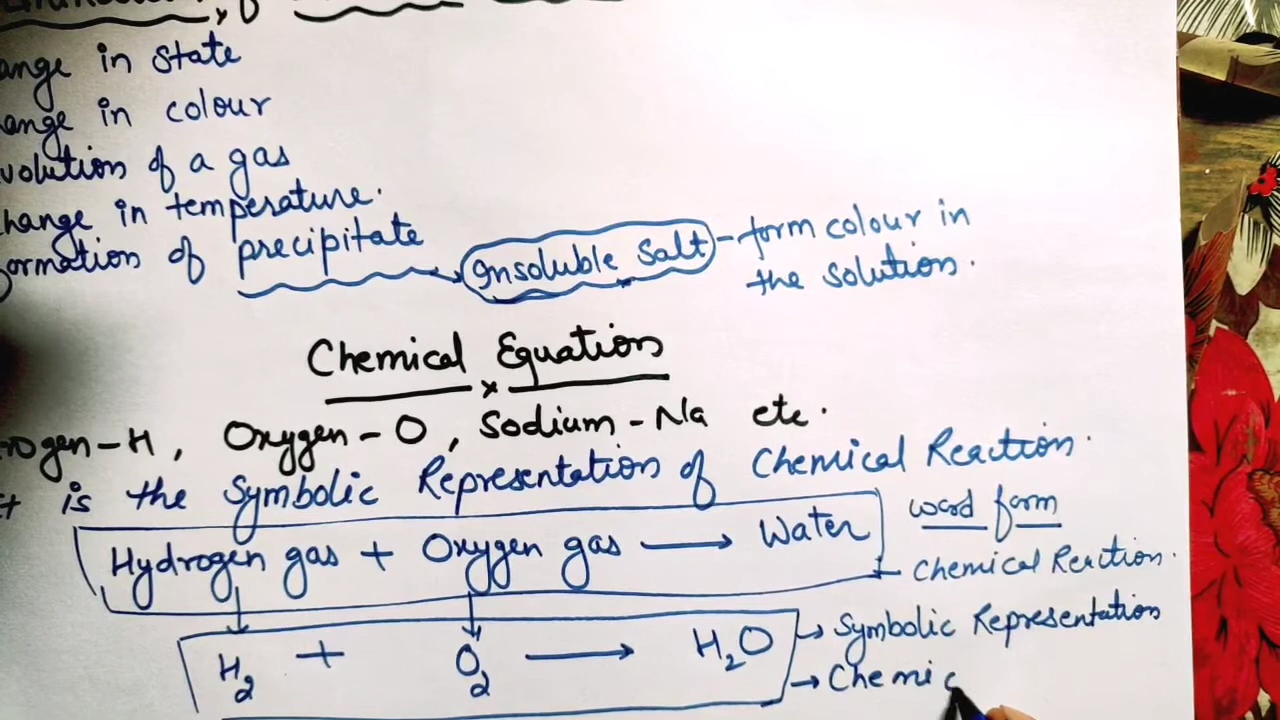 ange in state
ange in colour
volution of a gas
hange in temperature.
ormation of precipitate Insoluble Salt - form colour in
the solution.
Chemical Equation
rogen - H, Oxygen - O, Sodium - Na etc.
t is the Symbolic Representation of Chemical Reaction.
Hydrogen gas + Oxygen gas → Water word form
Chemical Reaction.
H₂ + O₂ → H₂O → Symbolic Representation
→ Chemic